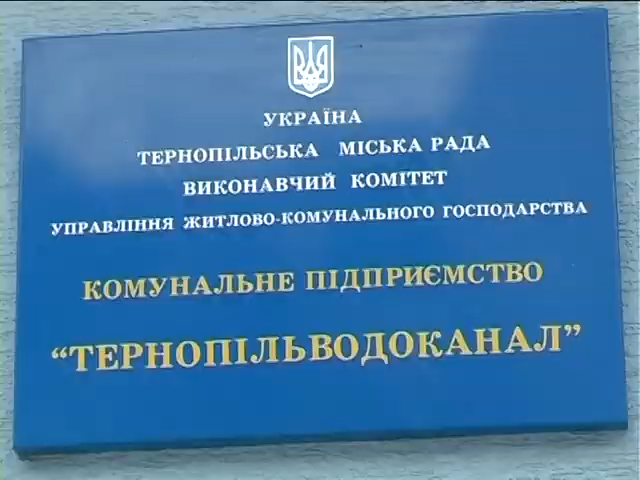 УКРАЇНА
ТЕРНОПІЛЬСЬКА МІСЬКА РАДА
ВИКОНАВЧИЙ КОМІТЕТ
УПРАВЛІННЯ ЖИТЛОВО-КОМУНАЛЬНОГО ГОСПОДАРСТВА
КОМУНАЛЬНЕ ПІДПРИЄМСТВО
“ТЕРНОПІЛЬВОДОКАНАЛ”